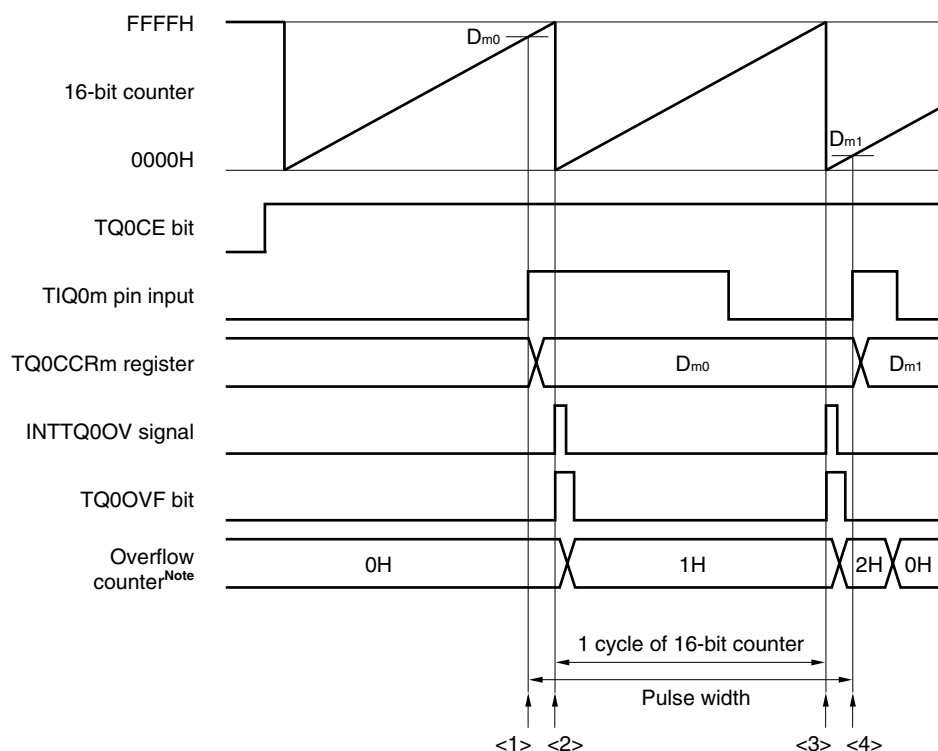 FFFFH
Dm0
16-bit counter
Dm1
0000H
TQ0CE bit
TIQ0m pin input
TQ0CCRm register
Dm0
Dm1
INTTQ0OV signal
TQ0OVF bit
Overflow
counterNote
0H
1H
2H
0H
1 cycle of 16-bit counter
Pulse width
<1>
<2>
<3>
<4>